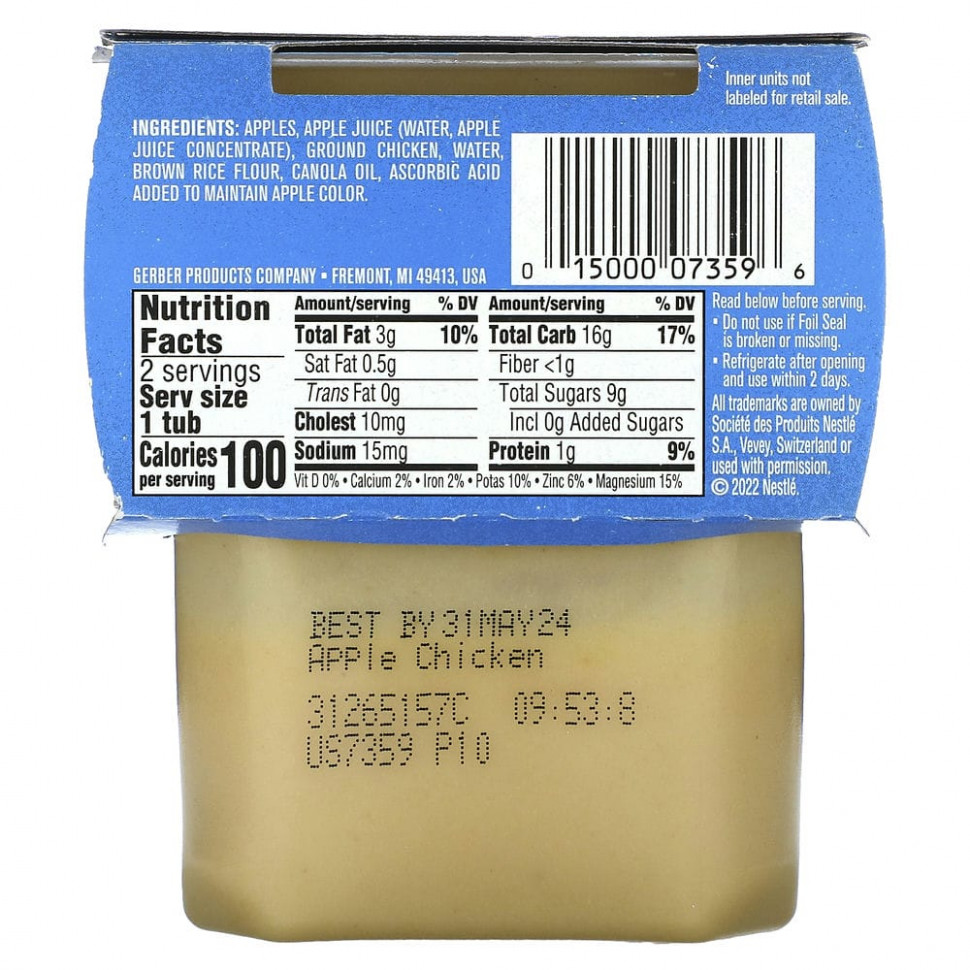 Inner units not
labeled for retail sale.
INGREDIENTS: APPLES, APPLE JUICE (WATER, APPLE
JUICE CONCENTRATE), GROUND CHICKEN, WATER,
BROWN RICE FLOUR, CANOLA OIL, ASCORBIC ACID
ADDED TO MAINTAIN APPLE COLOR.
GERBER PRODUCTS COMPANY ▪ FREMONT, MI 49413, USA
0 15000 07359 6
Nutrition
Facts
2 servings
Serv size
1 tub
Calories 100
per serving
Amount/serving % DV
Total Fat 3g 10%
Sat Fat 0.5g
Trans Fat 0g
Cholest 10mg
Sodium 15mg
Amount/serving % DV
Total Carb 16g 17%
Fiber <1g
Total Sugars 9g
Incl 0g Added Sugars
Protein 1g 9%
Vit D 0% • Calcium 2% • Iron 2% • Potas 10% • Zinc 6% • Magnesium 15%
Read below before serving.
▪ Do not use if Foil Seal
is broken or missing.
▪ Refrigerate after opening
and use within 2 days.
All trademarks are owned by
Société des Produits Nestlé
S.A., Vevey, Switzerland or
used with permission.
© 2022 Nestlé.
BEST BY 31MAY24
APPle Chicken
31265157C 09:53:8
US7359 P10